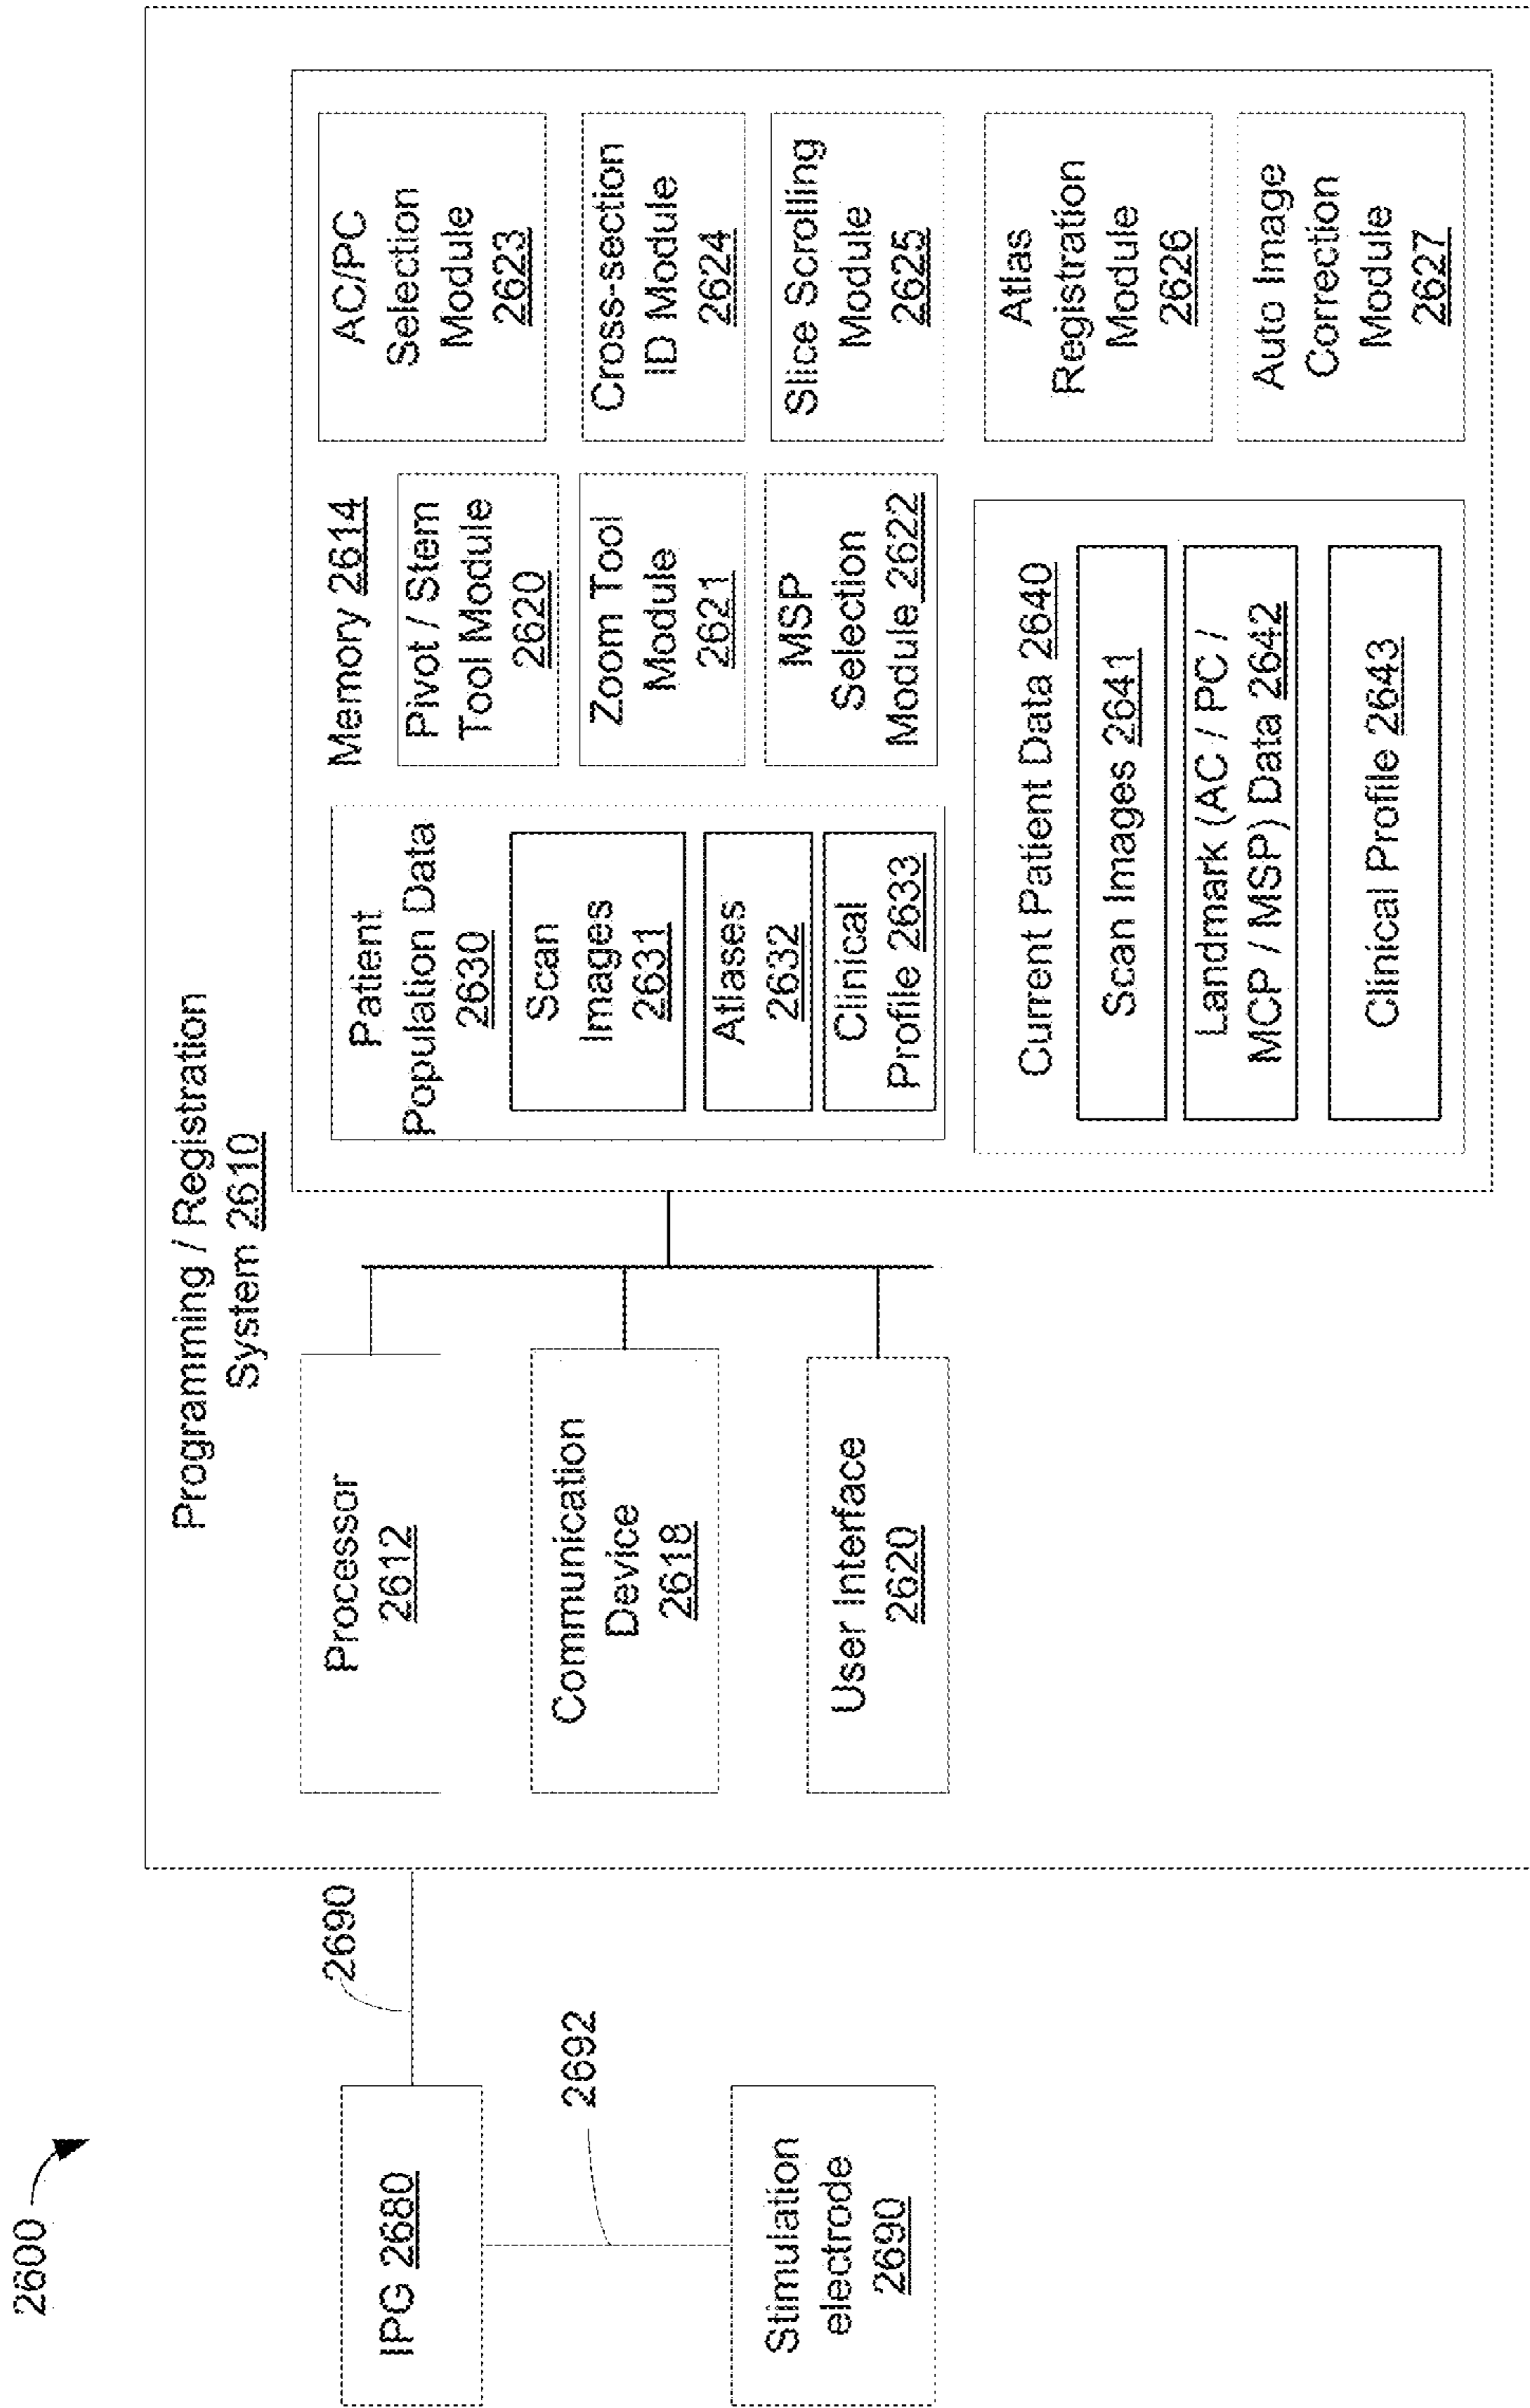 2600
Programming / Registration
System 2610
IPG 2680
2690
2692
Stimulation
electrode
2690
Processor
2612
Communication
Device
2618
User Interface
2620
Memory 2614
Patient
Population Data
2630
Scan
Images
2631
Atlases
2632
Clinical
Profile 2633
Pivot / Stem
Tool Module
2620
Zoom Tool
Module
2621
MSP
Selection
Module 2622
AC/PC
Selection
Module
2623
Cross-section
ID Module
2624
Slice Scrolling
Module
2625
Atlas
Registration
Module
2626
Auto Image
Correction
Module
2627
Current Patient Data 2640
Scan Images 2641
Landmark (AC / PC /
MCP / MSP) Data 2642
Clinical Profile 2643